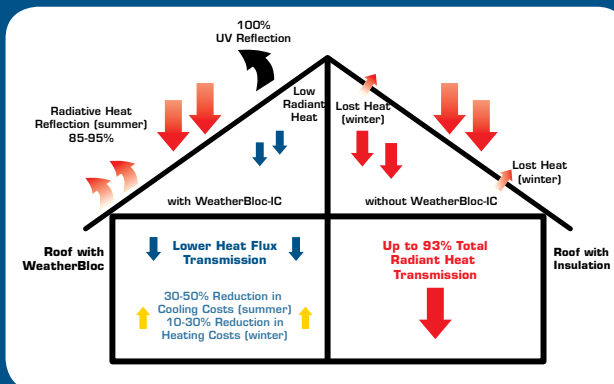 100%
UV Reflection
Low
Radiant
Heat
Lost Heat
(winter)
Radiative Heat
Reflection (summer)
85-95%
Lost Heat
(winter)
with WeatherBloc-IC
without WeatherBloc-IC
Roof with
WeatherBloc
Lower Heat Flux
Transmission
Up to 93% Total
Radiant Heat
Transmission
Roof with
Insulation
30-50% Reduction in
Cooling Costs (summer)
10-30% Reduction in
Heating Costs (winter)